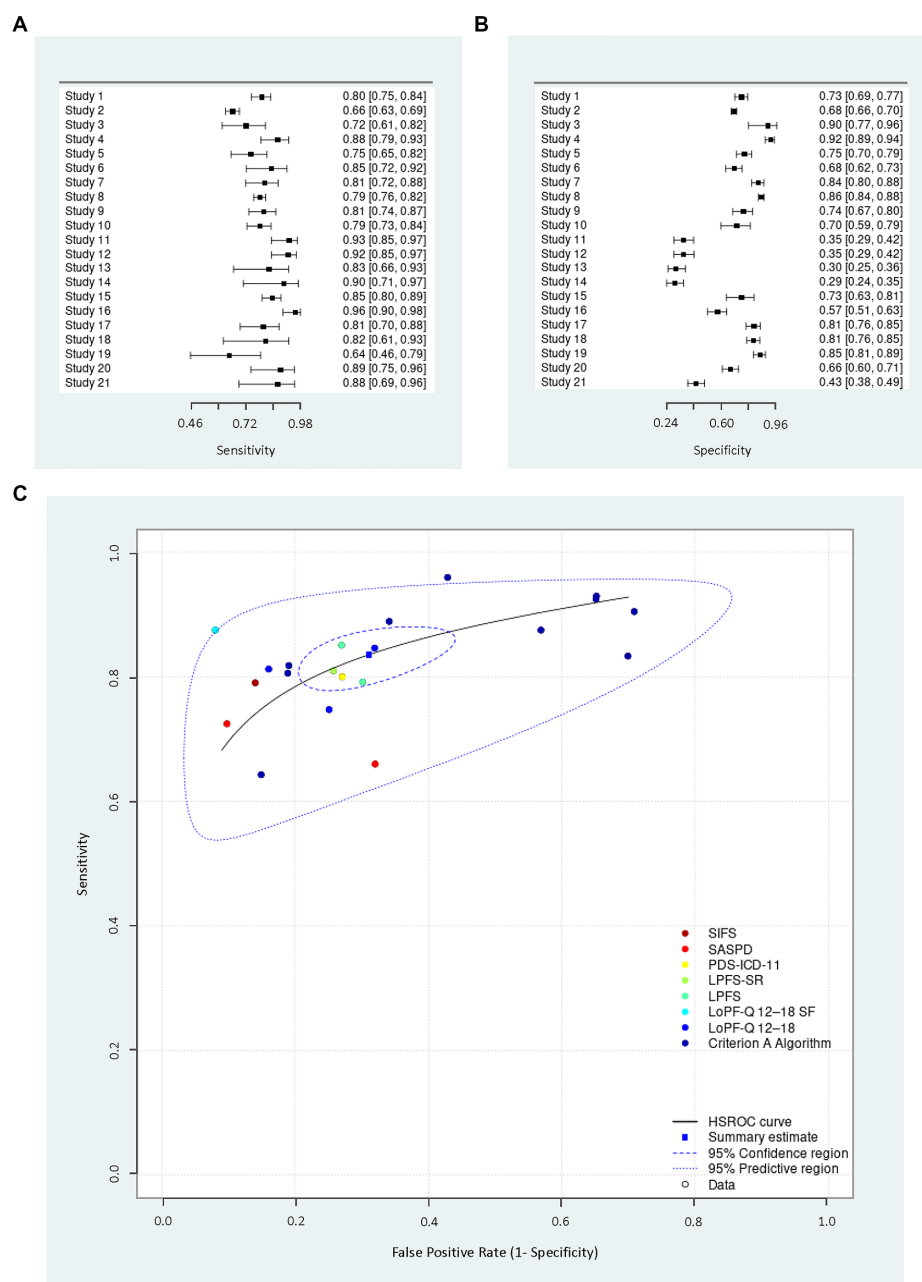 A
Study 1 0.80 [0.75, 0.84]
Study 2 0.66 [0.63, 0.69]
Study 3 0.72 [0.61, 0.82]
Study 4 0.88 [0.79, 0.93]
Study 5 0.75 [0.65, 0.82]
Study 6 0.85 [0.72, 0.92]
Study 7 0.81 [0.72, 0.88]
Study 8 0.79 [0.76, 0.82]
Study 9 0.81 [0.74, 0.87]
Study 10 0.79 [0.73, 0.84]
Study 11 0.93 [0.85, 0.97]
Study 12 0.92 [0.85, 0.97]
Study 13 0.83 [0.66, 0.93]
Study 14 0.90 [0.71, 0.97]
Study 15 0.85 [0.80, 0.89]
Study 16 0.96 [0.90, 0.98]
Study 17 0.81 [0.70, 0.88]
Study 18 0.82 [0.61, 0.93]
Study 19 0.64 [0.46, 0.79]
Study 20 0.89 [0.75, 0.96]
Study 21 0.88 [0.69, 0.96]
0.46 0.72 0.98
Sensitivity
B
Study 1 0.73 [0.69, 0.77]
Study 2 0.68 [0.66, 0.70]
Study 3 0.90 [0.77, 0.96]
Study 4 0.92 [0.89, 0.94]
Study 5 0.75 [0.70, 0.79]
Study 6 0.68 [0.62, 0.73]
Study 7 0.84 [0.80, 0.88]
Study 8 0.86 [0.84, 0.88]
Study 9 0.74 [0.67, 0.80]
Study 10 0.70 [0.59, 0.79]
Study 11 0.35 [0.29, 0.42]
Study 12 0.35 [0.29, 0.42]
Study 13 0.30 [0.25, 0.36]
Study 14 0.29 [0.24, 0.35]
Study 15 0.73 [0.63, 0.81]
Study 16 0.57 [0.51, 0.63]
Study 17 0.81 [0.76, 0.85]
Study 18 0.81 [0.76, 0.85]
Study 19 0.85 [0.81, 0.89]
Study 20 0.66 [0.60, 0.71]
Study 21 0.43 [0.38, 0.49]
0.24 0.60 0.96
Specificity
C
1.0
0.8
0.6
0.4
0.2
0.0
Sensitivity
SIFS
SASPD
PDS-ICD-11
LPFS-SR
LPFS
LoPF-Q 12–18 SF
LoPF-Q 12–18
Criterion A Algorithm
HSROC curve
Summary estimate
95% Confidence region
95% Predictive region
Data
0.0 0.2 0.4 0.6 0.8 1.0
False Positive Rate (1- Specificity)